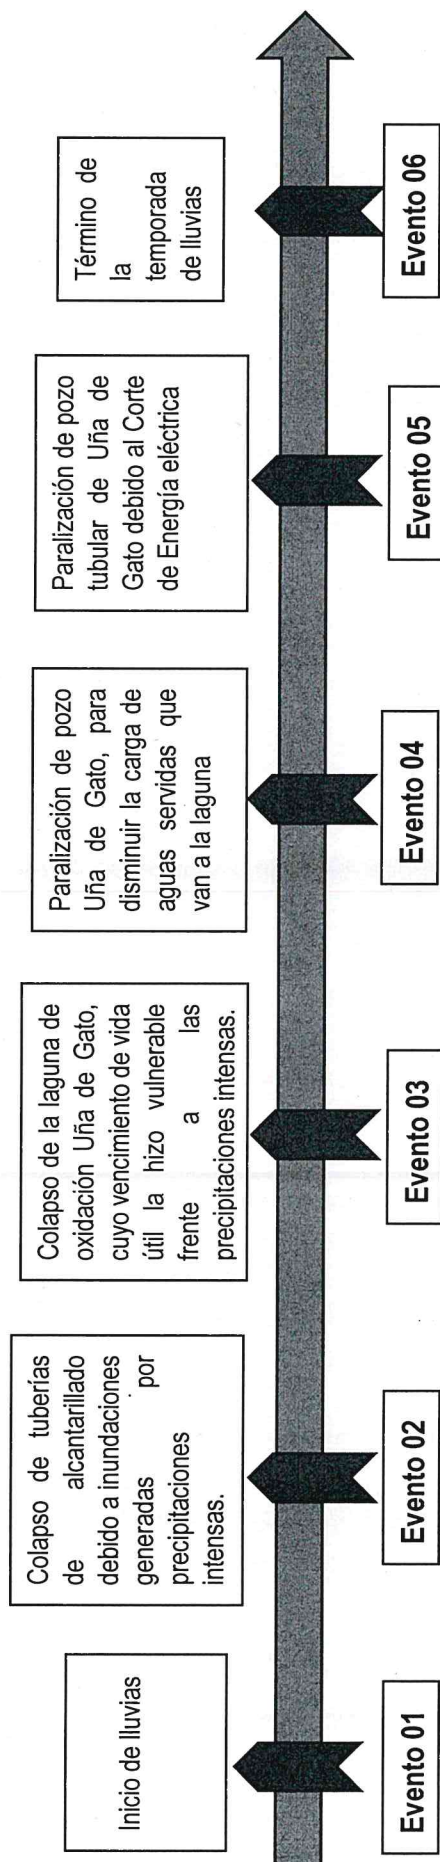 Inicio de lluvias
Evento 01
Colapso de tuberías
de alcantarillado
debido a inundaciones
generadas por
precipitaciones
intensas.
Evento 02
Colapso de la laguna de
oxidación Uña de Gato,
cuyo vencimiento de vida
útil la hizo vulnerable
frente a las
precipitaciones intensas.
Evento 03
Paralización de pozo
Uña de Gato, para
disminuir la carga de
aguas servidas que
van a la laguna
Evento 04
Paralización de pozo
tubular de Uña de
Gato debido al Corte
de Energía eléctrica
Evento 05
Término de
la temporada
de lluvias
Evento 06